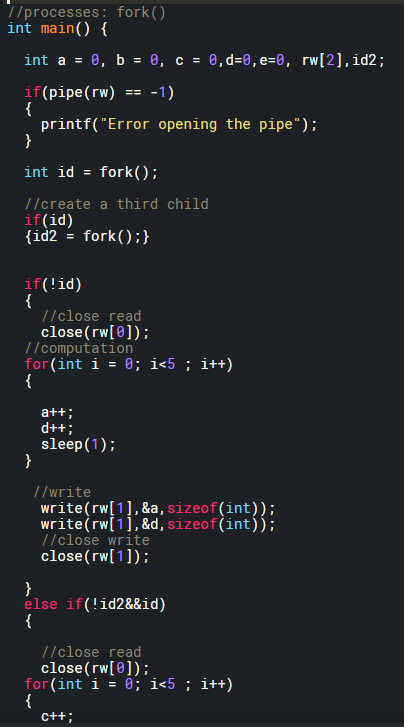 //processes: fork()
int main() {
int a = 0, b = 0, c = 0,d=0,e=0, rw[2],id2;
if(pipe(rw) == -1)
{
printf("Error opening the pipe");
}
int id = fork();
//create a third child
if(id)
{id2 = fork();}
if(!id)
{
//close read
close(rw[0]);
//computation
for(int i = 0; i<5 ; i++)
{
a++;
d++;
sleep(1);
}
//write
write(rw[1],&a,sizeof(int));
write(rw[1],&d,sizeof(int));
//close write
close(rw[1]);
}
else if(!id2&&id)
{
//close read
close(rw[0]);
for(int i = 0; i<5 ; i++)
{
c++;